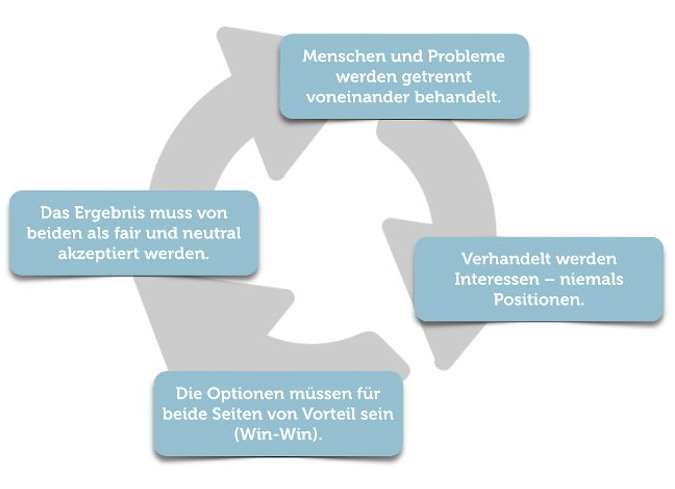 Menschen und Probleme
werden getrennt
voneinander behandelt.
Verhandelt werden
Interessen – niemals
Positionen.
Die Optionen müssen für
beide Seiten von Vorteil sein
(Win-Win).
Das Ergebnis muss von
beiden als fair und neutral
akzeptiert werden.